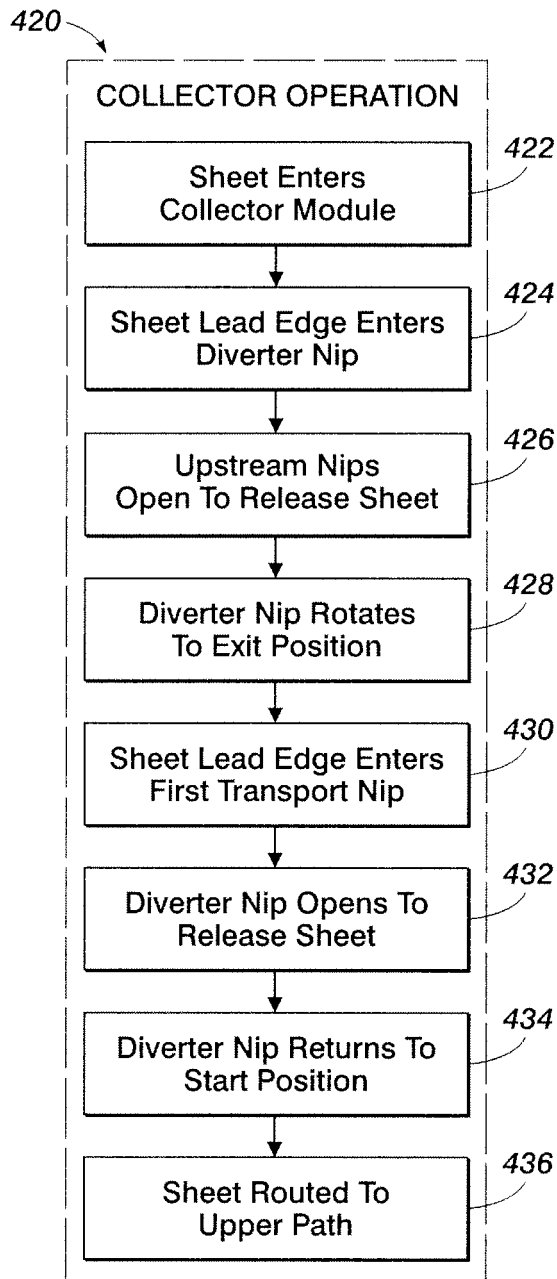 420
COLLECTOR OPERATION
Sheet Enters
Collector Module
422
Sheet Lead Edge Enters
Diverter Nip
424
Upstream Nips
Open To Release Sheet
426
Diverter Nip Rotates
To Exit Position
428
Sheet Lead Edge Enters
First Transport Nip
430
Diverter Nip Opens To
Release Sheet
432
Diverter Nip Returns To
Start Position
434
Sheet Routed To
Upper Path
436